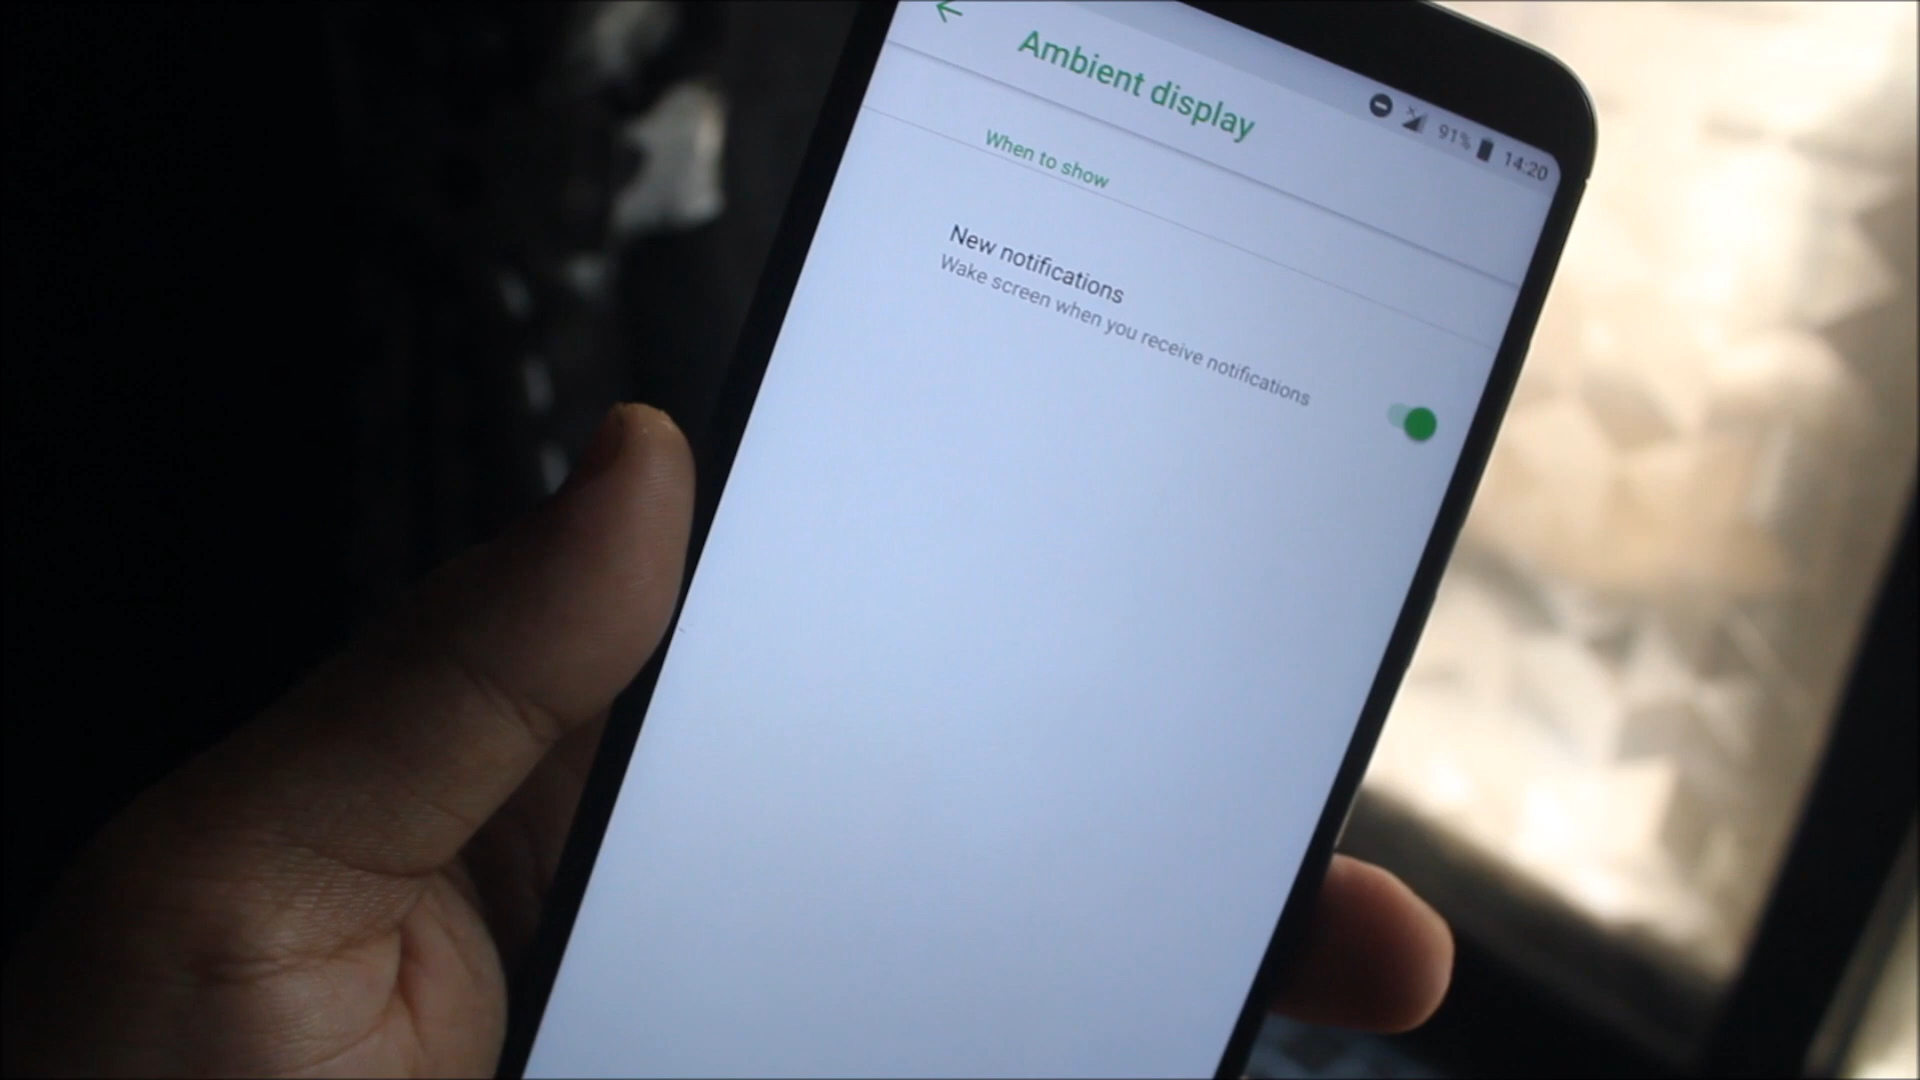 91% 14:20
Ambient display
When to show
New notifications
Wake screen when you receive notifications